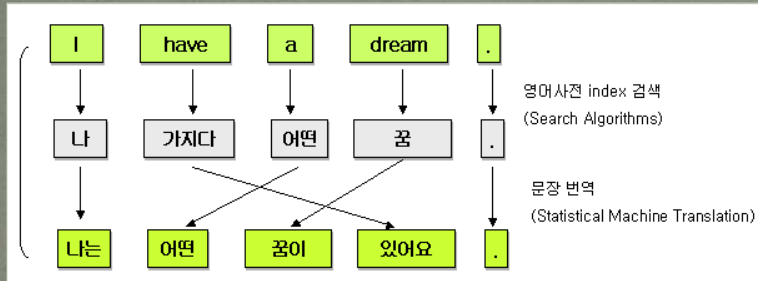 I have a dream .
영어사전 index 검색
(Search Algorithms)
나 가지다 어떤 꿈 .
문장 번역
(Statistical Machine Translation)
나는 어떤 꿈이 있어요 .